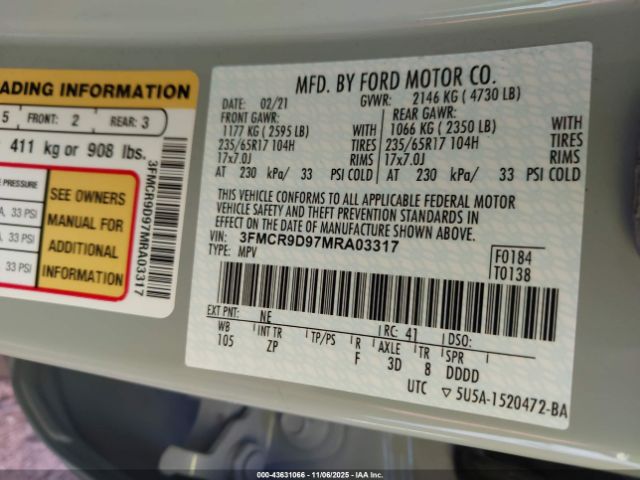 ADING INFORMATION
5 FRONT: 2 REAR: 3
411 kg or 908 lbs.
PRESSURE
33 PSI
33 PSI
33 PSI
SEE OWNERS
MANUAL FOR
ADDITIONAL
INFORMATION
3FMCR9D97MRA03317
MFD. BY FORD MOTOR CO.
DATE: 02/21 GVWR: 2146 KG ( 4730 LB)
FRONT GAWR: REAR GAWR:
1177 KG ( 2595 LB) WITH 1066 KG ( 2350 LB) WITH
235/65R17 104H TIRES 235/65R17 104H TIRES
17x7.0J RIMS 17x7.0J RIMS
AT 230 kPa/ 33 PSI COLD AT 230 kPa/ 33 PSI COLD
THIS VEHICLE CONFORMS TO ALL APPLICABLE FEDERAL MOTOR
VEHICLE SAFETY AND THEFT PREVENTION STANDARDS IN
EFFECT ON THE DATE OF MANUFACTURE SHOWN ABOVE.
VIN: 3FMCR9D97MRA03317
TYPE: MPV
F0184
T0138
EXT PNT: NE RC: 41 DSO:
WB INT TR TP/PS R AXLE TR SPR
105 ZP F 3D 8 DDDD
UTC ▽ 5U5A-1520472-BA
000-43631066 - 11/06/2025 - IAA Inc.